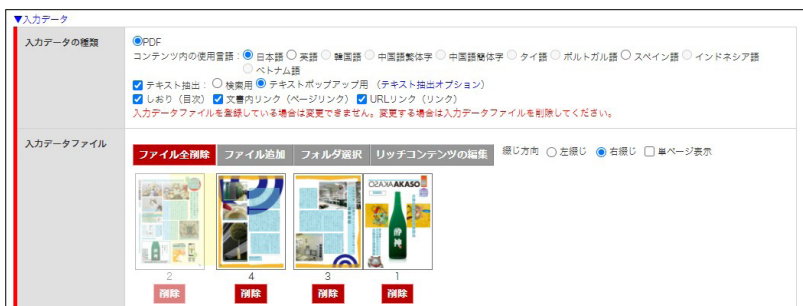 ▼入力データ
入力データの種類
PDF
コンテンツ内の使用言語： 日本語 英語 韓国語 中国語繁体字 中国語簡体字 タイ語 ポルトガル語 スペイン語 インドネシア語
ベトナム語
テキスト抽出： 検索用 テキストポップアップ用 （テキスト抽出オプション）
しおり（目次） 文書内リンク（ページリンク） URLリンク（リンク）
入力データファイルを登録している場合は変更できません。変更する場合は入力データファイルを削除してください。
入力データファイル
ファイル全削除 ファイル追加 フォルダ選択 リッチコンテンツの編集 綴じ方向 左綴じ 右綴じ 単ページ表示
AKASO
酔滝
2 4 3 1
削除 削除 削除 削除